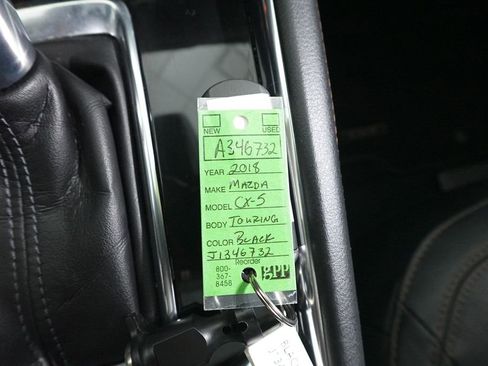 NEW USED
A346732
YEAR 2018
MAKE MAZDA
MODEL CX-5
BODY TOURING
COLOR BLACK
J1346732
Reorder
800-
367-
8458
gpp